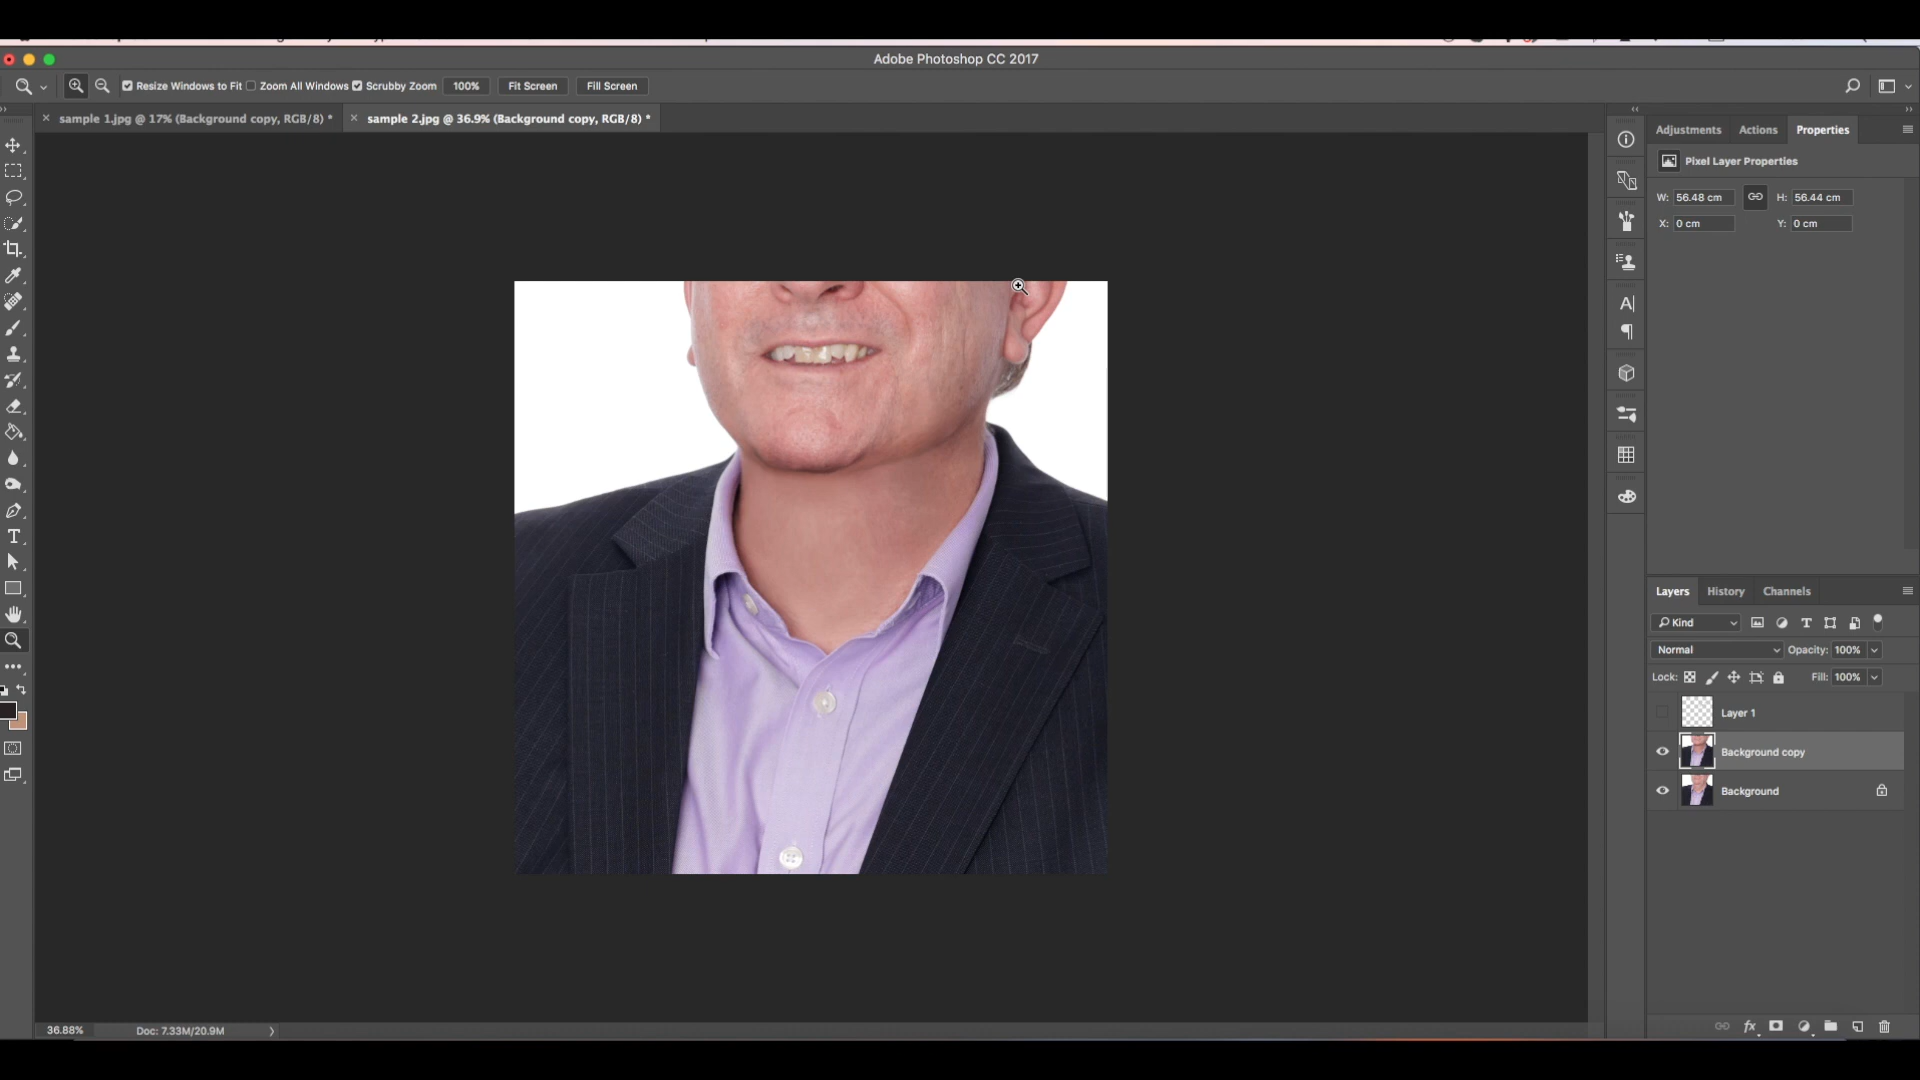 Adobe Photoshop CC 2017
Resize Windows to Fit Zoom All Windows Scrubby Zoom 100% Fit Screen Fill Screen
× sample 1.jpg @ 17% (Background copy, RGB/8) * × sample 2.jpg @ 36.9% (Background copy, RGB/8) *
Adjustments Actions Properties
Pixel Layer Properties
W: 56.48 cm H: 56.44 cm
X: 0 cm Y: 0 cm
Layers History Channels
Kind
Normal Opacity: 100%
Lock: Fill: 100%
Layer 1
Background copy
Background
36.88% Doc: 7.33M/20.9M